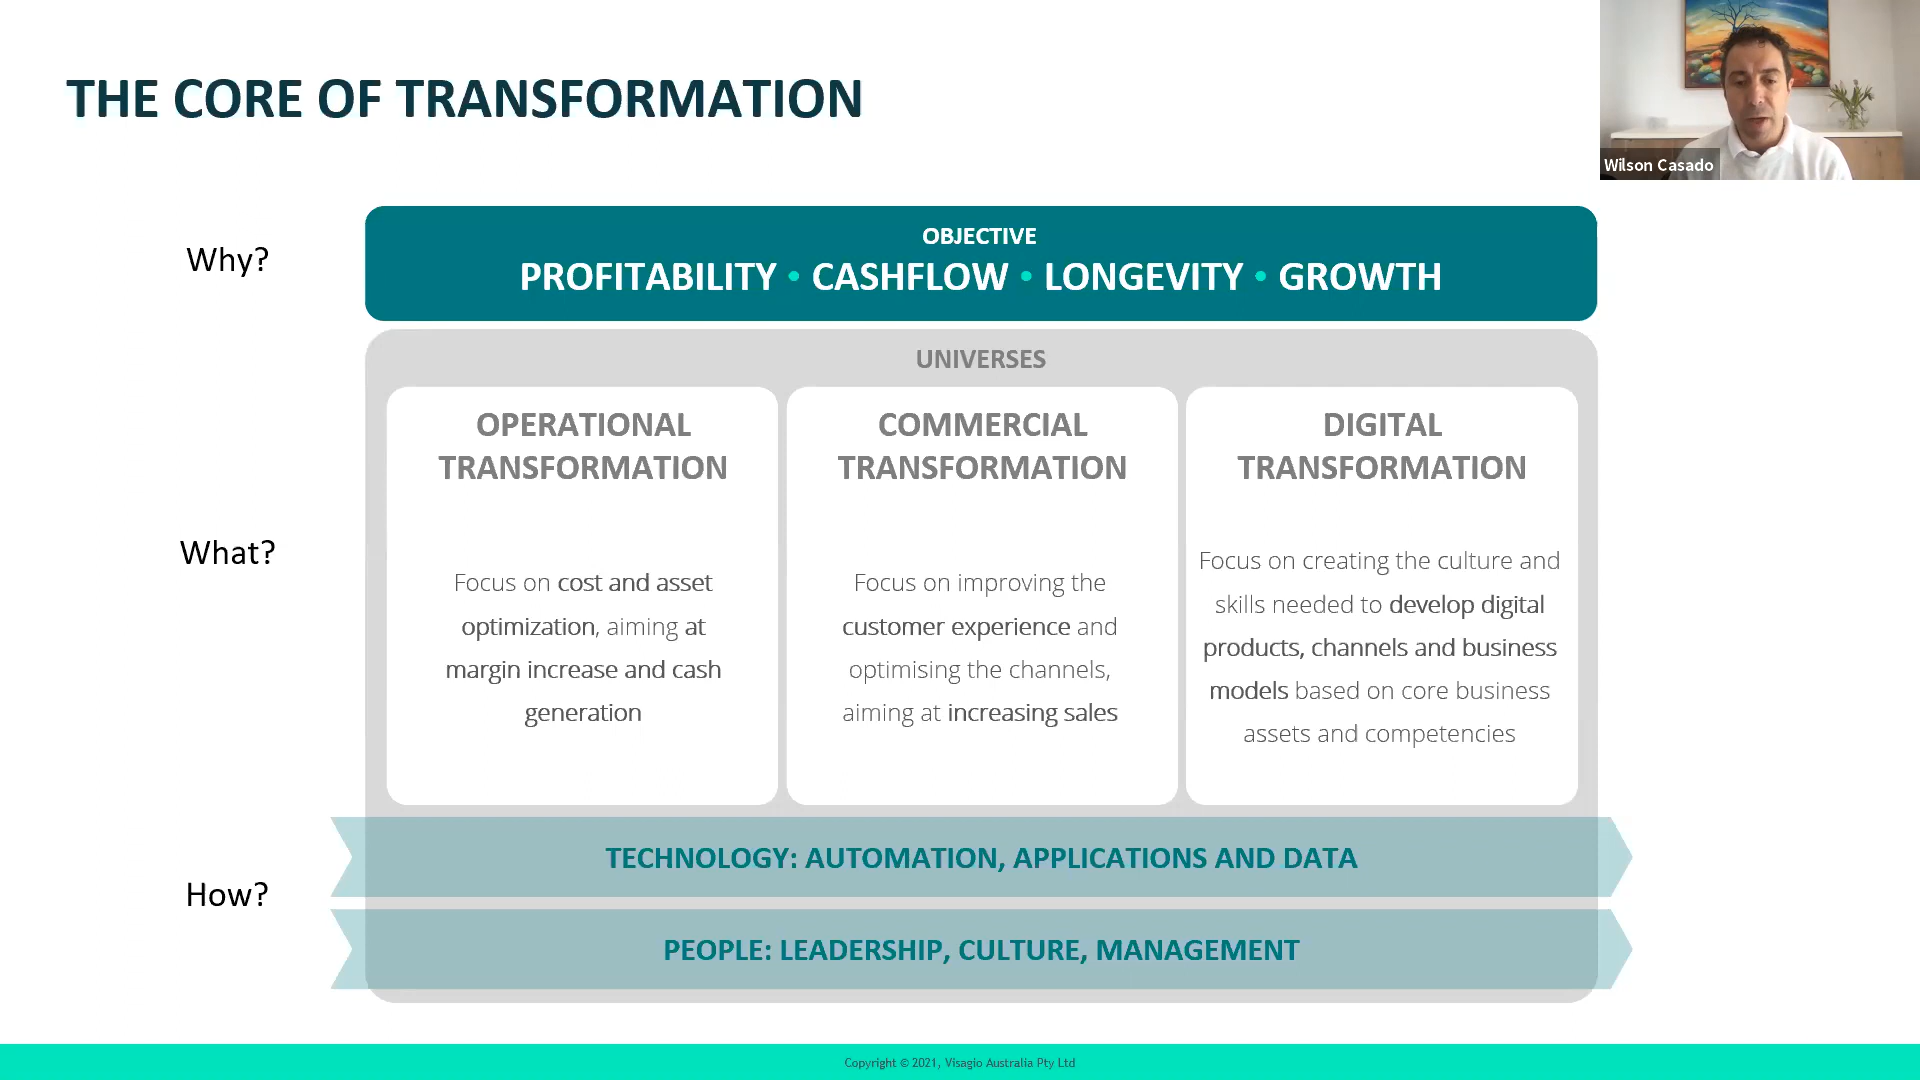 THE CORE OF TRANSFORMATION
Wilson Casado
Why?
OBJECTIVE
PROFITABILITY • CASHFLOW • LONGEVITY • GROWTH
UNIVERSES
What?
OPERATIONAL
TRANSFORMATION
Focus on cost and asset
optimization, aiming at
margin increase and cash
generation
COMMERCIAL
TRANSFORMATION
Focus on improving the
customer experience and
optimising the channels,
aiming at increasing sales
DIGITAL
TRANSFORMATION
Focus on creating the culture and
skills needed to develop digital
products, channels and business
models based on core business
assets and competencies
How?
TECHNOLOGY: AUTOMATION, APPLICATIONS AND DATA
PEOPLE: LEADERSHIP, CULTURE, MANAGEMENT
Copyright © 2021, Visagio Australia Pty Ltd